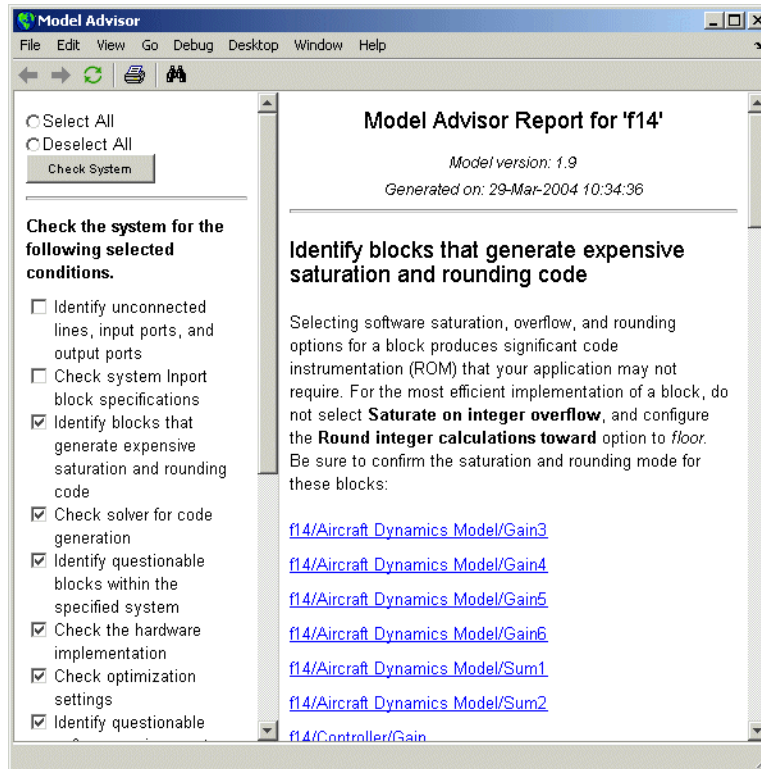 Model Advisor
File Edit View Go Debug Desktop Window Help
Select All
Deselect All
Check System
Check the system for the
following selected
conditions.
Identify unconnected
lines, input ports, and
output ports
Check system Inport
block specifications
Identify blocks that
generate expensive
saturation and rounding
code
Check solver for code
generation
Identify questionable
blocks within the
specified system
Check the hardware
implementation
Check optimization
settings
Identify questionable
Model Advisor Report for 'f14'
Model version: 1.9
Generated on: 29-Mar-2004 10:34:36
Identify blocks that generate expensive
saturation and rounding code
Selecting software saturation, overflow, and rounding
options for a block produces significant code
instrumentation (ROM) that your application may not
require. For the most efficient implementation of a block, do
not select Saturate on integer overflow, and configure
the Round integer calculations toward option to floor.
Be sure to confirm the saturation and rounding mode for
these blocks:
f14/Aircraft Dynamics Model/Gain3
f14/Aircraft Dynamics Model/Gain4
f14/Aircraft Dynamics Model/Gain5
f14/Aircraft Dynamics Model/Gain6
f14/Aircraft Dynamics Model/Sum1
f14/Aircraft Dynamics Model/Sum2
f14/Controller/Gain